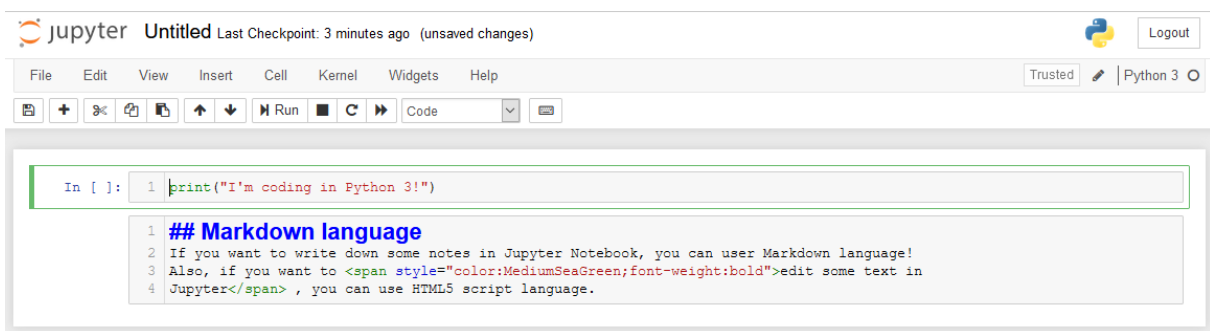 jupyter Untitled Last Checkpoint: 3 minutes ago (unsaved changes) Logout
File Edit View Insert Cell Kernel Widgets Help Trusted Python 3
Run Code
In [ ]: 1 print("I'm coding in Python 3!")
1 ## Markdown language
2 If you want to write down some notes in Jupyter Notebook, you can user Markdown language!
3 Also, if you want to <span style="color:MediumSeaGreen;font-weight:bold">edit some text in
4 Jupyter</span> , you can use HTML5 script language.